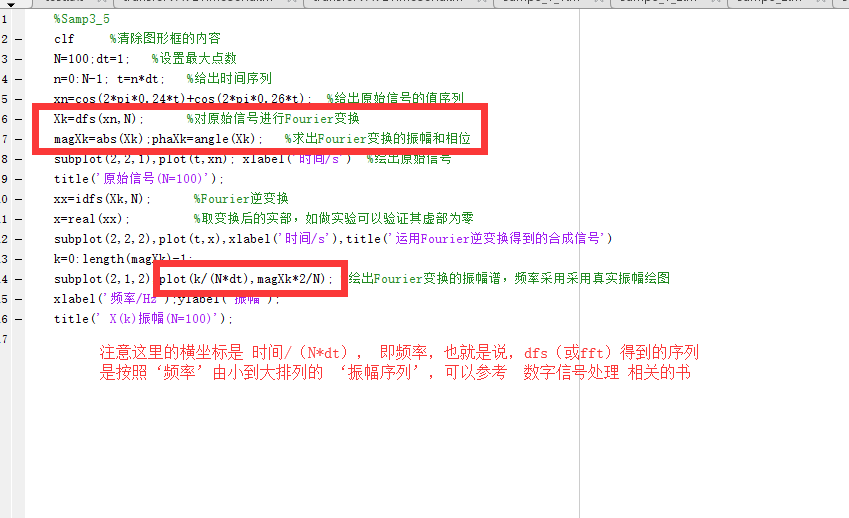 1 %Samp3_5
2 - clf %清除图形框的内容
3 - N=100;dt=1; %设置最大点数
4 - n=0:N-1; t=n*dt; %给出时间序列
5 - xn=cos(2*pi*0.24*t)+cos(2*pi*0.26*t); %给出原始信号的值序列
6 - Xk=dfs(xn,N); %对原始信号进行Fourier变换
7 - magXk=abs(Xk);phaXk=angle(Xk); %求出Fourier变换的振幅和相位
8 - subplot(2,2,1),plot(t,xn); xlabel('时间/s') %绘出原始信号
9 - title('原始信号(N=100)');
0 - xx=idfs(Xk,N); %Fourier逆变换
1 - x=real(xx); %取变换后的实部，如做实验可以验证其虚部为零
2 - subplot(2,2,2),plot(t,x),xlabel('时间/s'),title('运用Fourier逆变换得到的合成信号')
3 - k=0:length(magXk)-1;
4 - subplot(2,1,2) plot(k/(N*dt),magXk*2/N); 绘出Fourier变换的振幅谱，频率采用采用真实振幅绘图
5 - xlabel('频率/Hz');ylabel('振幅');
6 - title(' X(k)振幅(N=100)');
17
注意这里的横坐标是 时间/（N*dt）， 即频率，也就是说，dfs（或fft）得到的序列
是按照‘频率’由小到大排列的 ‘振幅序列’，可以参考 数字信号处理 相关的书